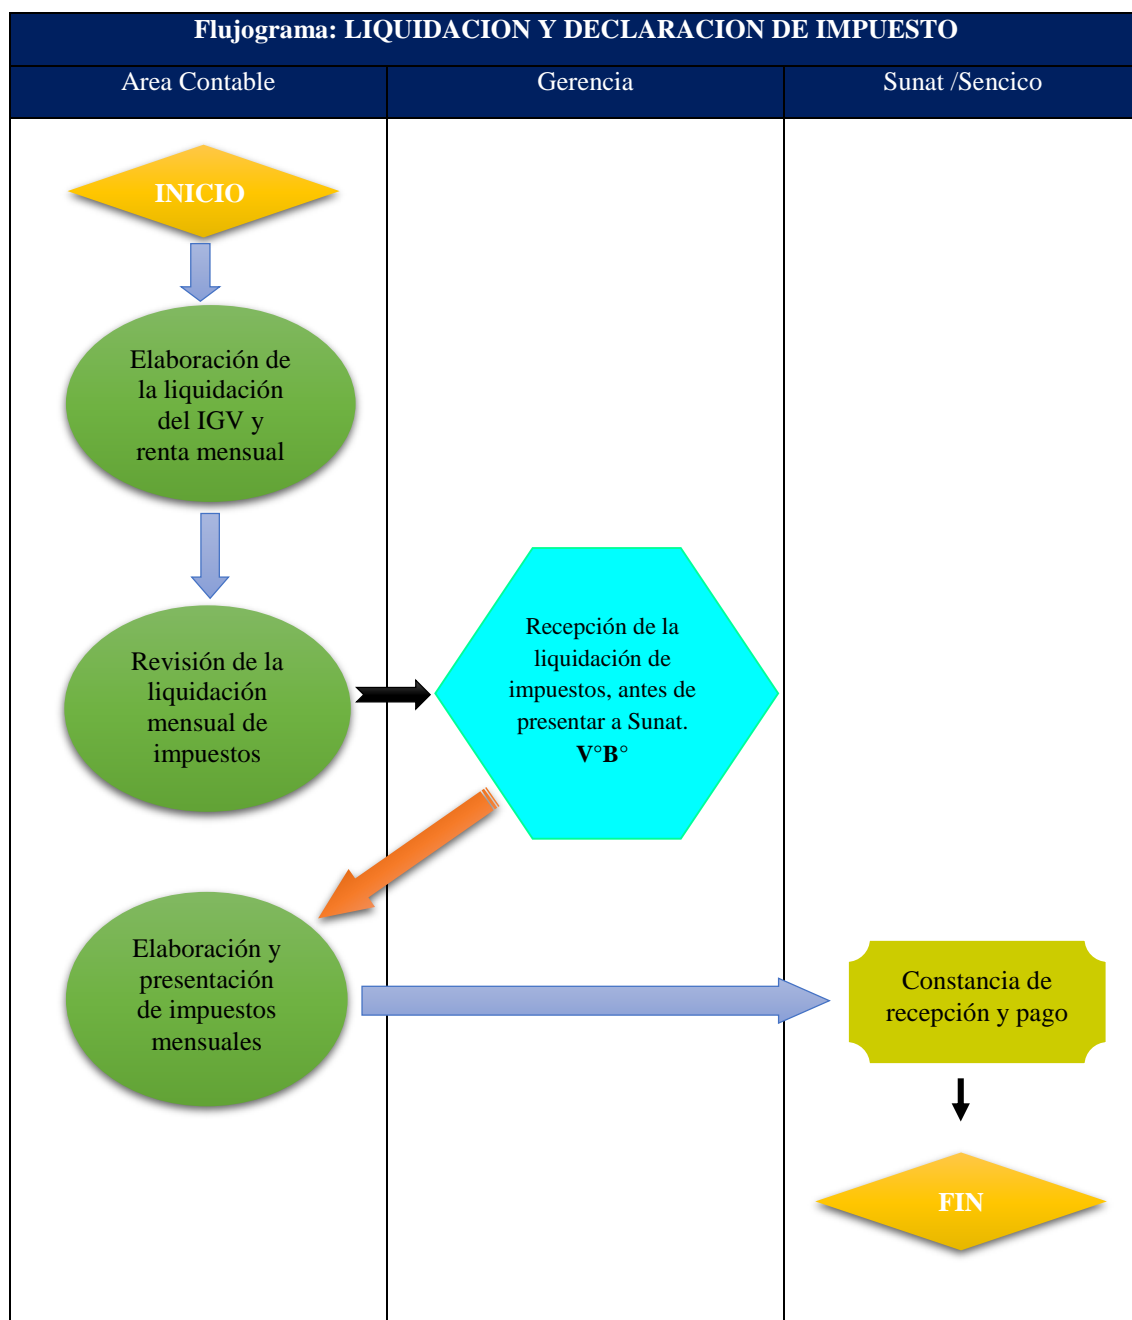 Flujograma: LIQUIDACION Y DECLARACION DE IMPUESTO
Area Contable
Gerencia
Sunat /Sencico
INICIO
Elaboración de
la liquidación
del IGV y
renta mensual
Revisión de la
liquidación
mensual de
impuestos
Recepción de la
liquidación de
impuestos, antes de
presentar a Sunat.
V°B°
Elaboración y
presentación
de impuestos
mensuales
Constancia de
recepción y pago
FIN